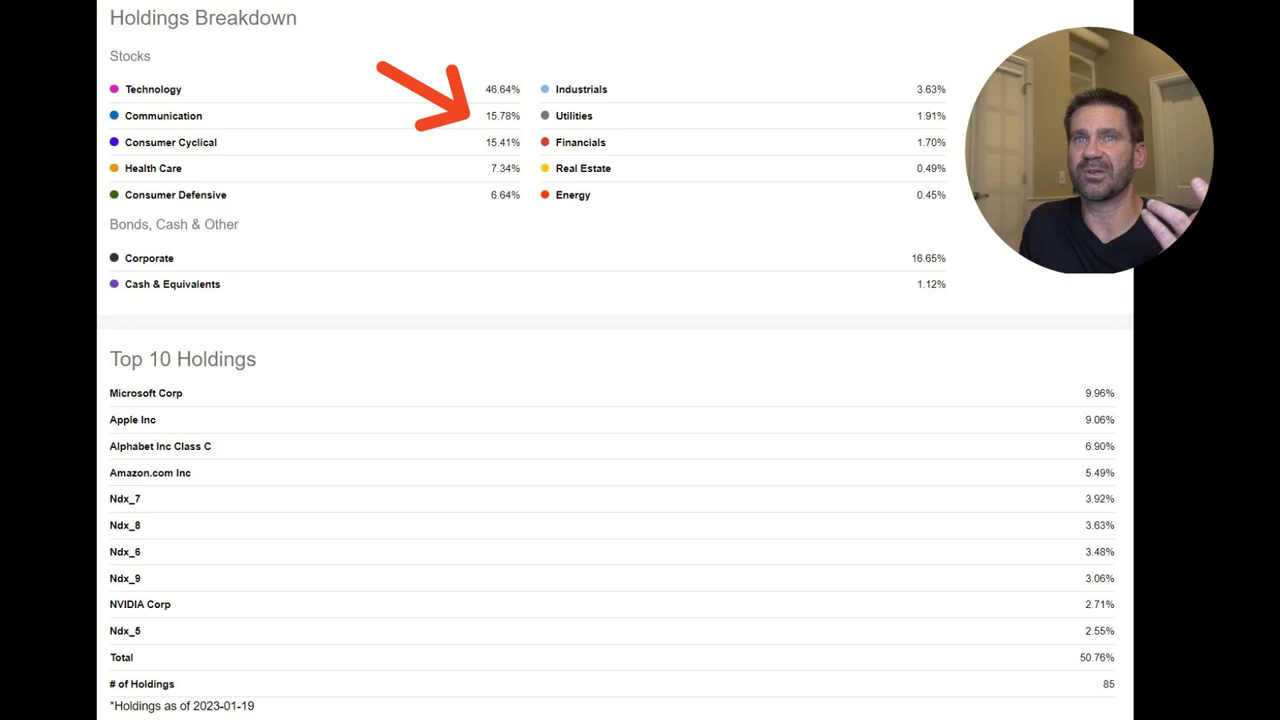 Holdings Breakdown
Stocks
Technology 46.64% Industrials 3.63%
Communication 15.78% Utilities 1.91%
Consumer Cyclical 15.41% Financials 1.70%
Health Care 7.34% Real Estate 0.49%
Consumer Defensive 6.64% Energy 0.45%
Bonds, Cash & Other
Corporate 16.65%
Cash & Equivalents 1.12%
Top 10 Holdings
Microsoft Corp 9.96%
Apple Inc 9.06%
Alphabet Inc Class C 6.90%
Amazon.com Inc 5.49%
Ndx_7 3.92%
Ndx_8 3.63%
Ndx_6 3.48%
Ndx_9 3.06%
NVIDIA Corp 2.71%
Ndx_5 2.55%
Total 50.76%
# of Holdings 85
*Holdings as of 2023-01-19